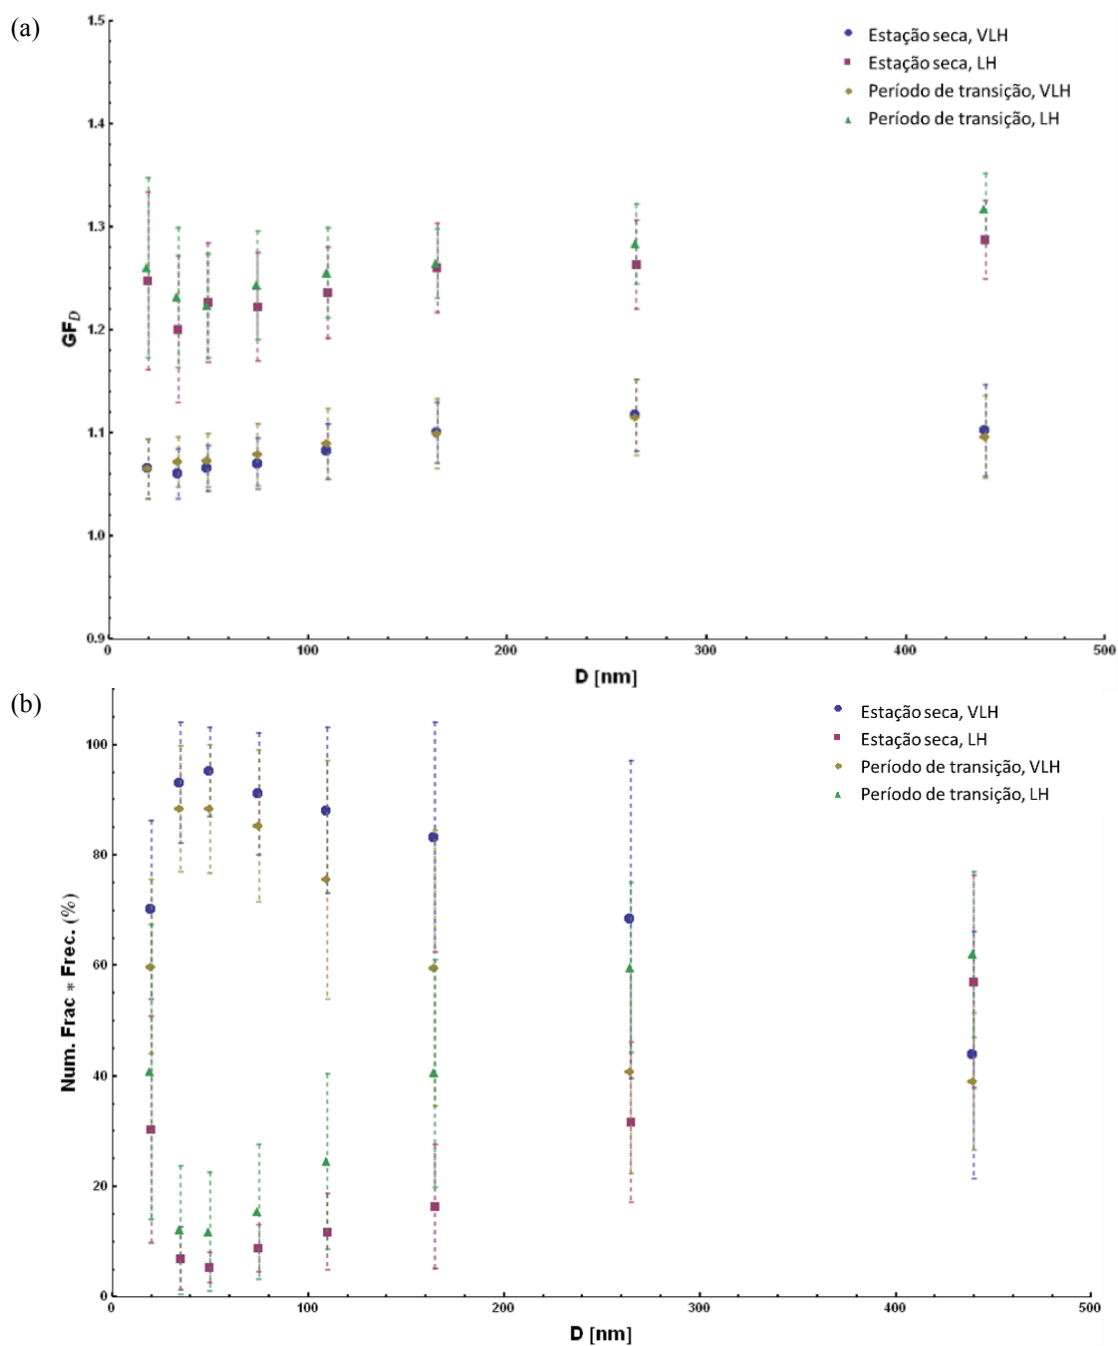 (a)
1.5
1.4
1.3
1.2
1.1
1.0
0.9
GF_D
Estação seca, VLH
Estação seca, LH
Período de transição, VLH
Período de transição, LH
0
100
200
300
400
500
D [nm]
(b)
100
80
60
40
20
0
Num. Frac * Frec. (%)
Estação seca, VLH
Estação seca, LH
Período de transição, VLH
Período de transição, LH
0
100
200
300
400
500
D [nm]